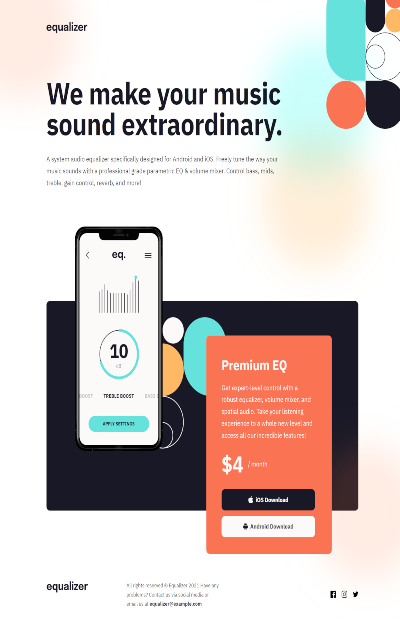 equalizer
We make your music
sound extraordinary.
A system audio equalizer specifically designed for Android and iOS. Freely tune the way your
music sounds with a professional grade parametric EQ & volume mixer. Control bass, mids,
treble, gain control, reverb, and more!
eq.
10
BOOST TREBLE BOOST BASS B
APPLY SETTINGS
Premium EQ
Get expert-level control with a
robust equalizer, volume mixer, and
spatial audio. Take your listening
experience to a whole new level and
access all our incredible features!
$4 / month
iOS Download
Android Download
equalizer
All rights reserved © Equalizer 2021 Have any
problems? Contact us via social media or
email us at equalizer@example.com